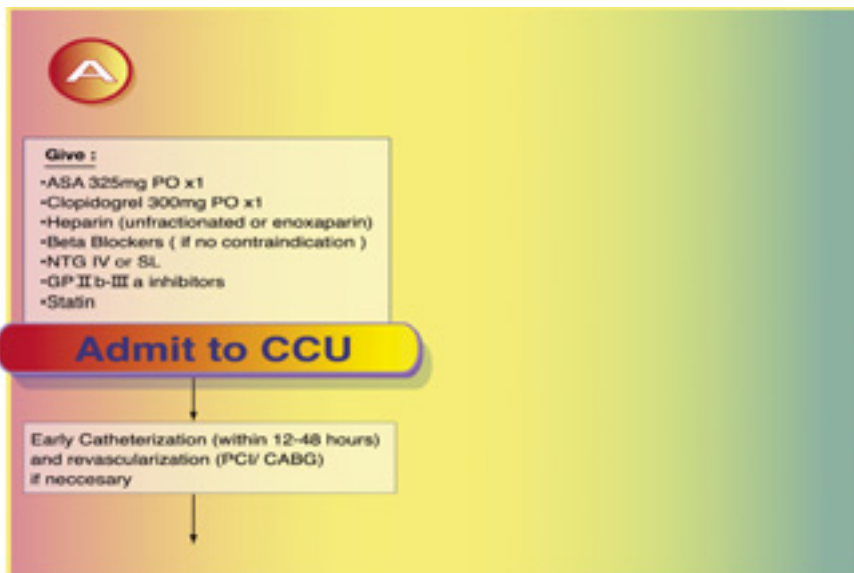 A
Give :
•ASA 325mg PO x1
•Clopidogrel 300mg PO x1
•Heparin (unfractionated or enoxaparin)
•Beta Blockers ( if no contraindication )
•NTG IV or SL
•GP Ⅱb-Ⅲ a inhibitors
•Statin
Admit to CCU
Early Catheterization (within 12-48 hours)
and revascularization (PCI/ CABG)
if neccesary